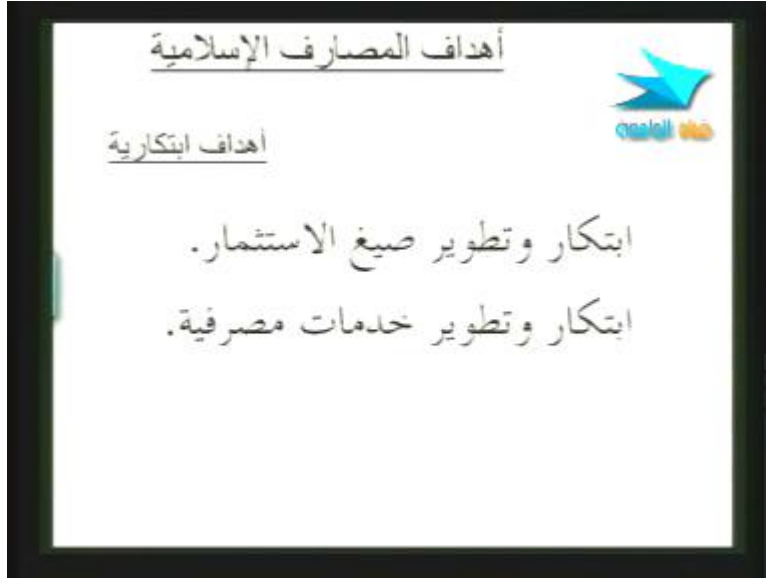 أهداف المصارف الإسلامية
أهداف ابتكارية
ابتكار وتطوير صيغ الاستثمار.
ابتكار وتطوير خدمات مصرفية.